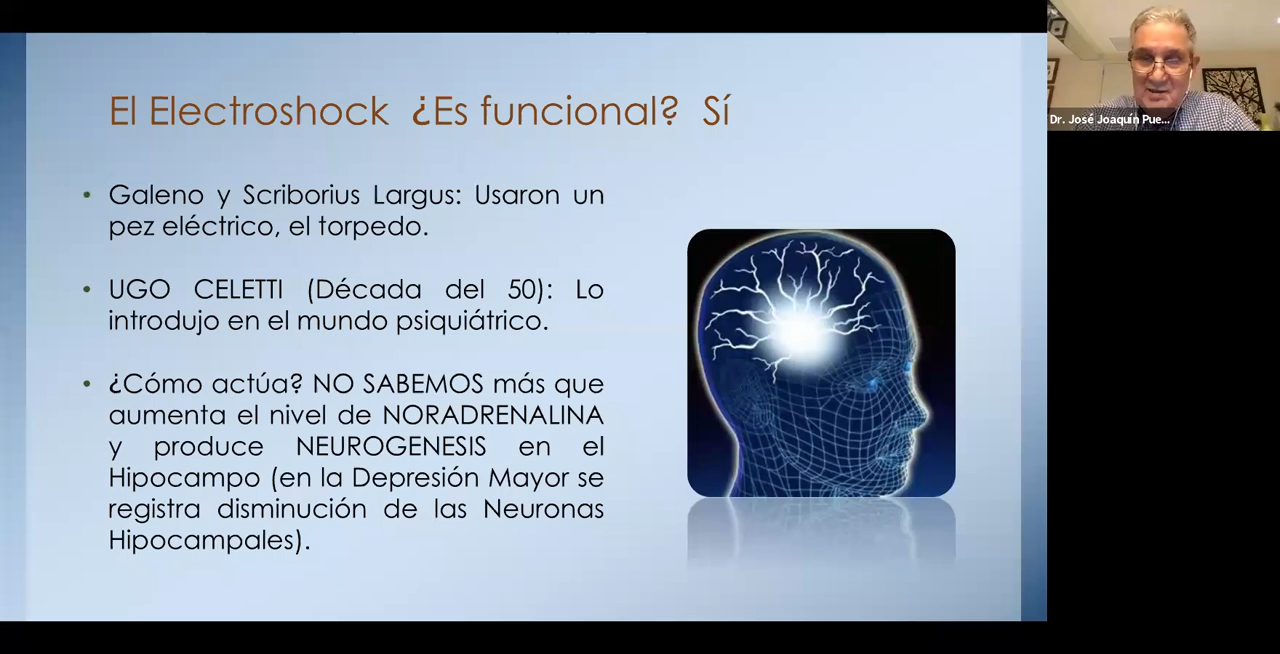 El Electroshock ¿Es funcional? Sí
• Galeno y Scriborius Largus: Usaron un
pez eléctrico, el torpedo.
• UGO CELETTI (Década del 50): Lo
introdujo en el mundo psiquiátrico.
• ¿Cómo actúa? NO SABEMOS más que
aumenta el nivel de NORADRENALINA
y produce NEUROGENESIS en el
Hipocampo (en la Depresión Mayor se
registra disminución de las Neuronas
Hipocampales).
Dr. José Joaquín Pue...